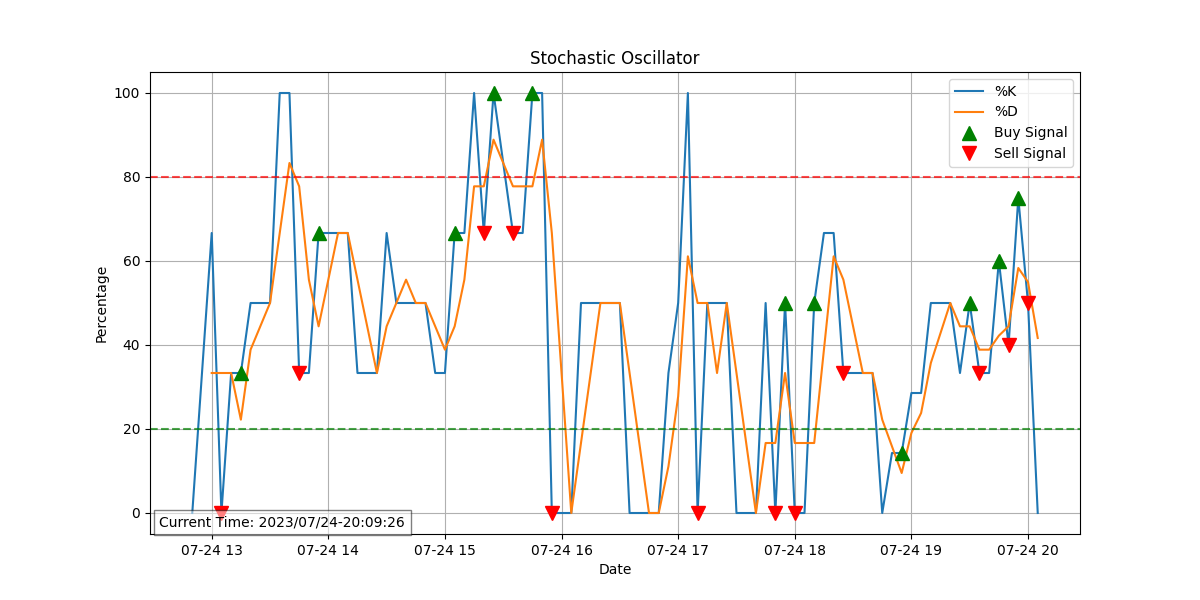 Stochastic Oscillator
%K
%D
Buy Signal
Sell Signal
Percentage
100
80
60
40
20
0
Current Time: 2023/07/24-20:09:26
07-24 13
07-24 14
07-24 15
07-24 16
07-24 17
07-24 18
07-24 19
07-24 20
Date